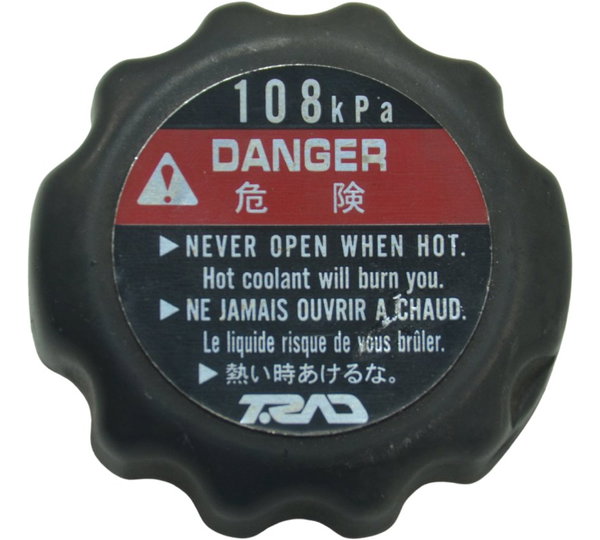 108kPa
DANGER
危険
▶NEVER OPEN WHEN HOT.
Hot coolant will burn you.
▶NE JAMAIS OUVRIR A CHAUD.
Le liquide risque de vous brûler.
▶熱い時あけるな。
T.RAD